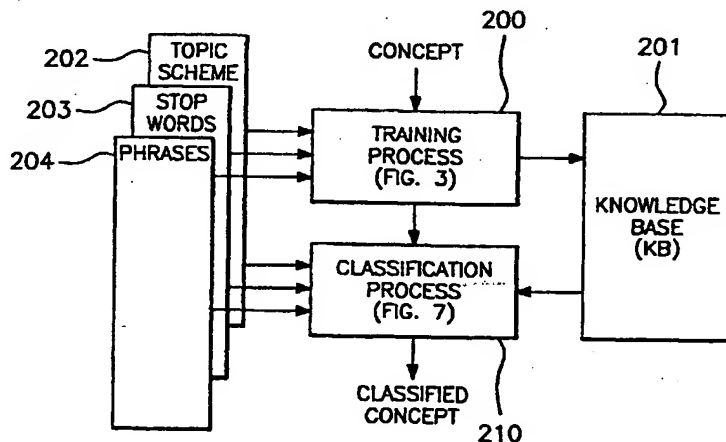 200
201
202
TOPIC
SCHEME
CONCEPT
203
STOP
WORDS
204
PHRASES
TRAINING
PROCESS
(FIG. 3)
KNOWLEDGE
BASE
(KB)
CLASSIFICATION
PROCESS
(FIG. 7)
CLASSIFIED
CONCEPT
210